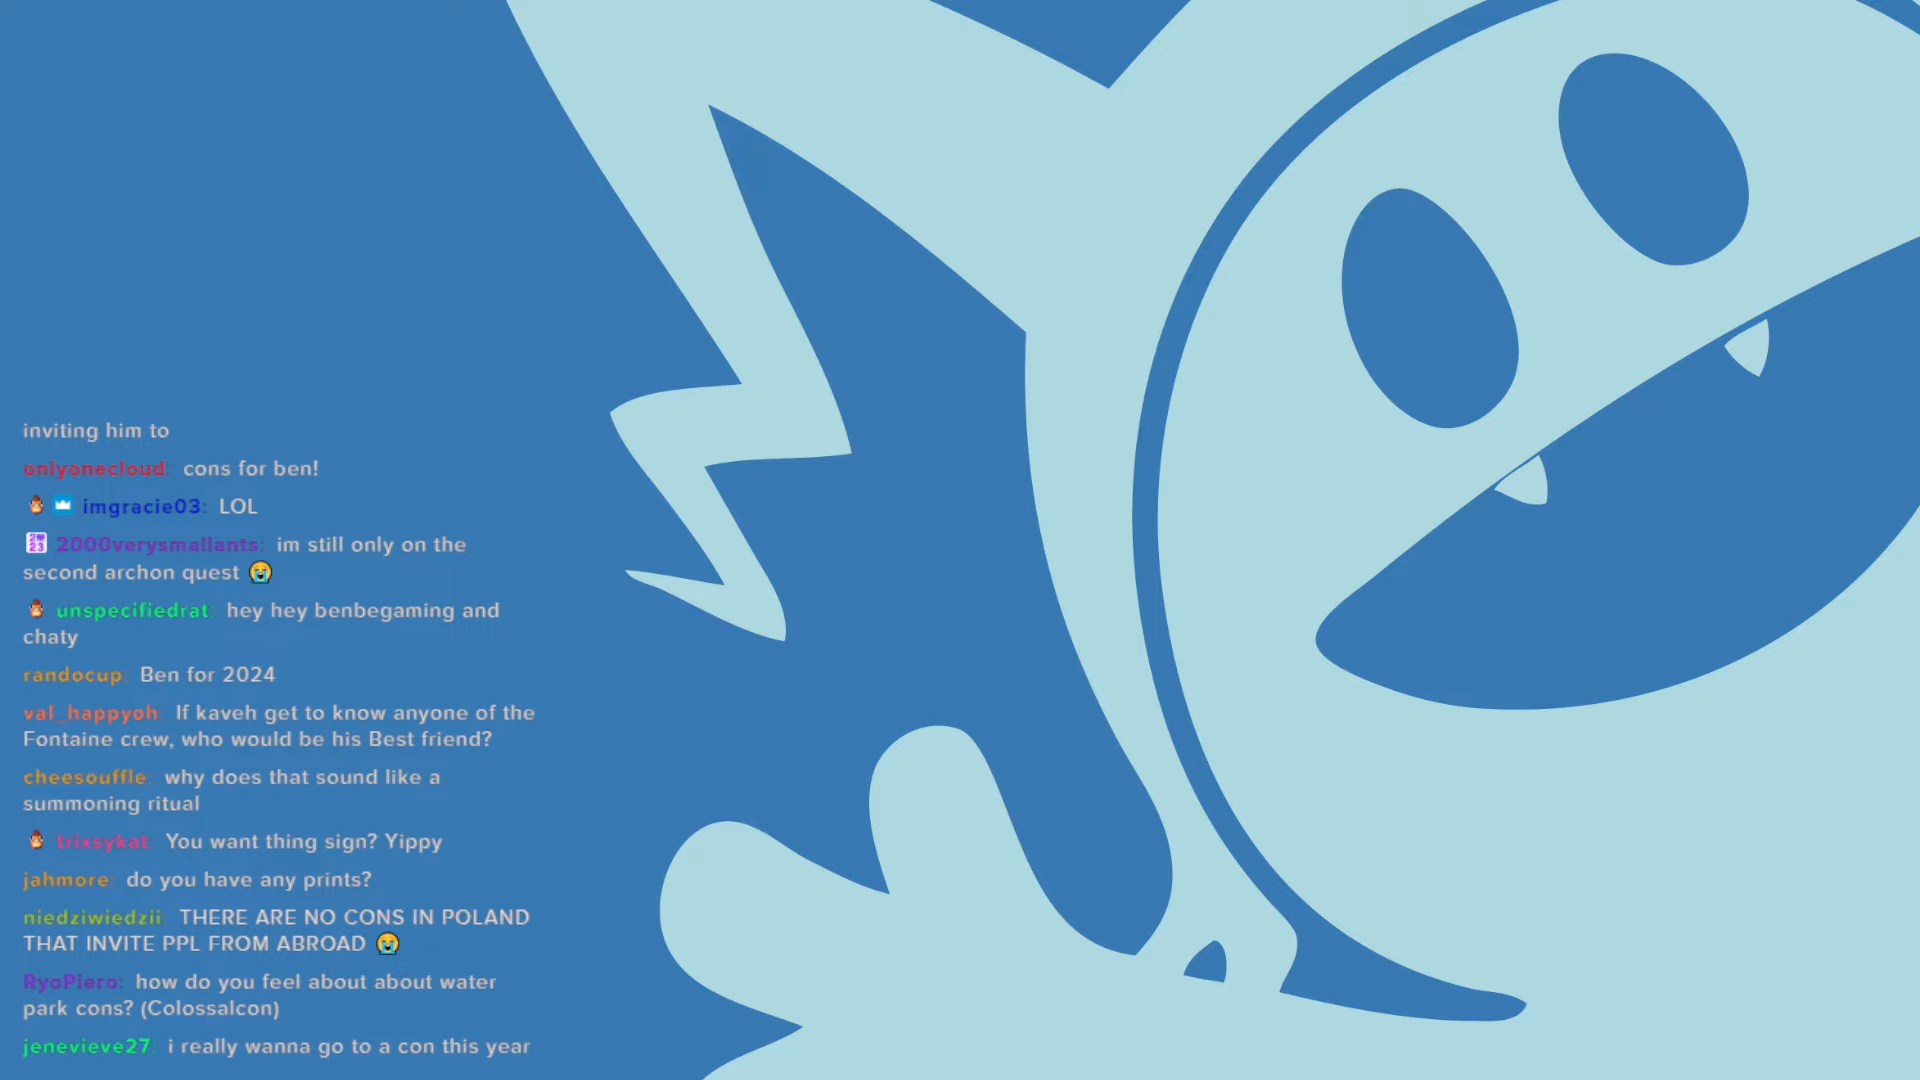 inviting him to
onlyonecloud: cons for ben!
imgracie03: LOL
2023 2000verysmallants: im still only on the
second archon quest 😭
unspecifiedrat: hey hey benbegaming and
chaty
randocup: Ben for 2024
val_happyoh: If kaveh get to know anyone of the
Fontaine crew, who would be his Best friend?
cheesouffle: why does that sound like a
summoning ritual
trixsykat: You want thing sign? Yippy
jahmore: do you have any prints?
niedziwiedzii: THERE ARE NO CONS IN POLAND
THAT INVITE PPL FROM ABROAD 😭
RyoPiero: how do you feel about about water
park cons? (Colossalcon)
jenevieve27: i really wanna go to a con this year